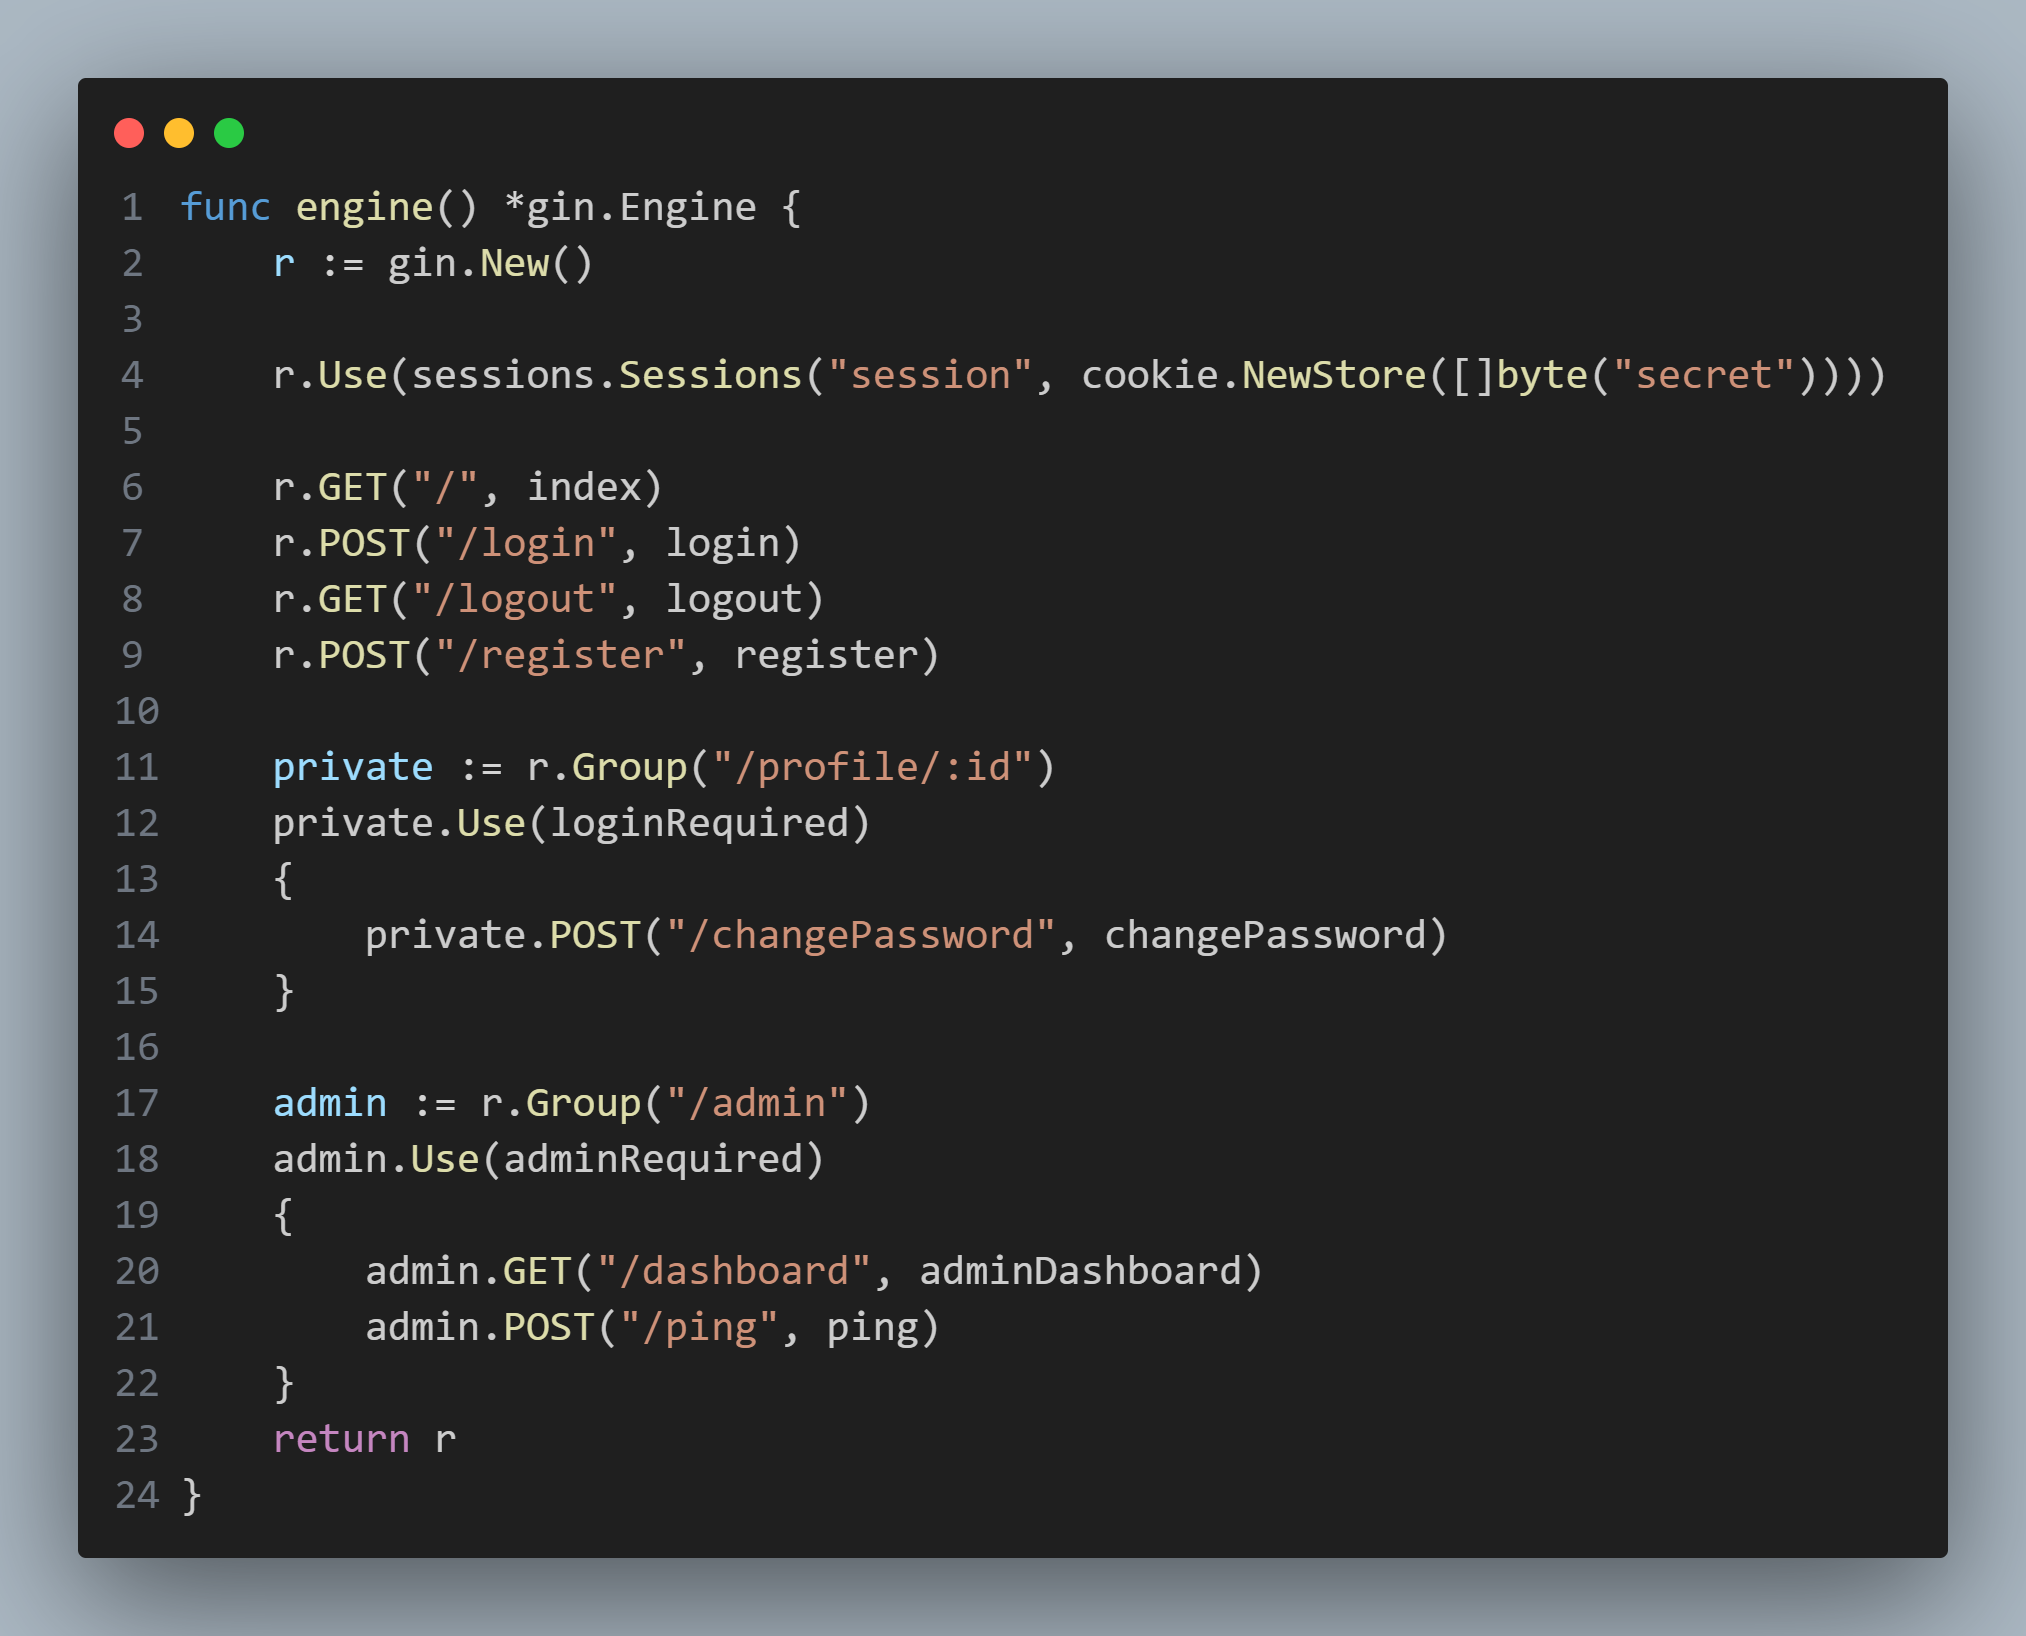 1 func engine() *gin.Engine {
2     r := gin.New()
3
4     r.Use(sessions.Sessions("session", cookie.NewStore([]byte("secret"))))
5
6     r.GET("/", index)
7     r.POST("/login", login)
8     r.GET("/logout", logout)
9     r.POST("/register", register)
10
11     private := r.Group("/profile/:id")
12     private.Use(loginRequired)
13     {
14         private.POST("/changePassword", changePassword)
15     }
16
17     admin := r.Group("/admin")
18     admin.Use(adminRequired)
19     {
20         admin.GET("/dashboard", adminDashboard)
21         admin.POST("/ping", ping)
22     }
23     return r
24 }